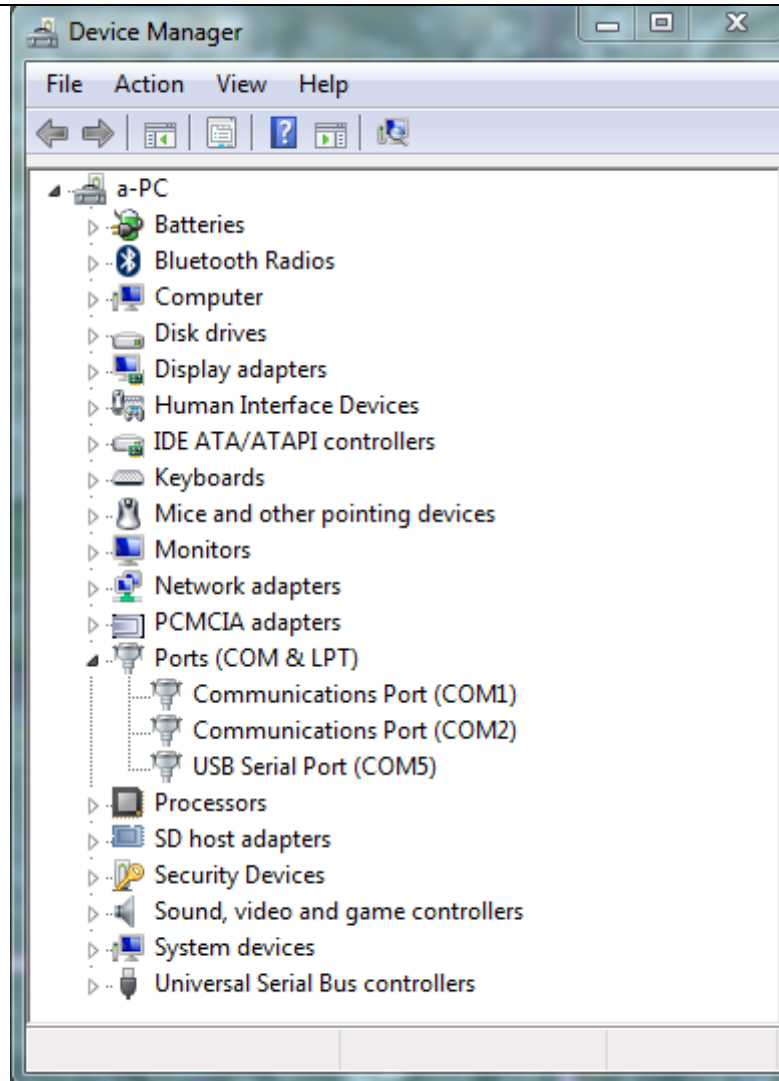 Device Manager
File Action View Help
a-PC
Batteries
Bluetooth Radios
Computer
Disk drives
Display adapters
Human Interface Devices
IDE ATA/ATAPI controllers
Keyboards
Mice and other pointing devices
Monitors
Network adapters
PCMCIA adapters
Ports (COM & LPT)
Communications Port (COM1)
Communications Port (COM2)
USB Serial Port (COM5)
Processors
SD host adapters
Security Devices
Sound, video and game controllers
System devices
Universal Serial Bus controllers